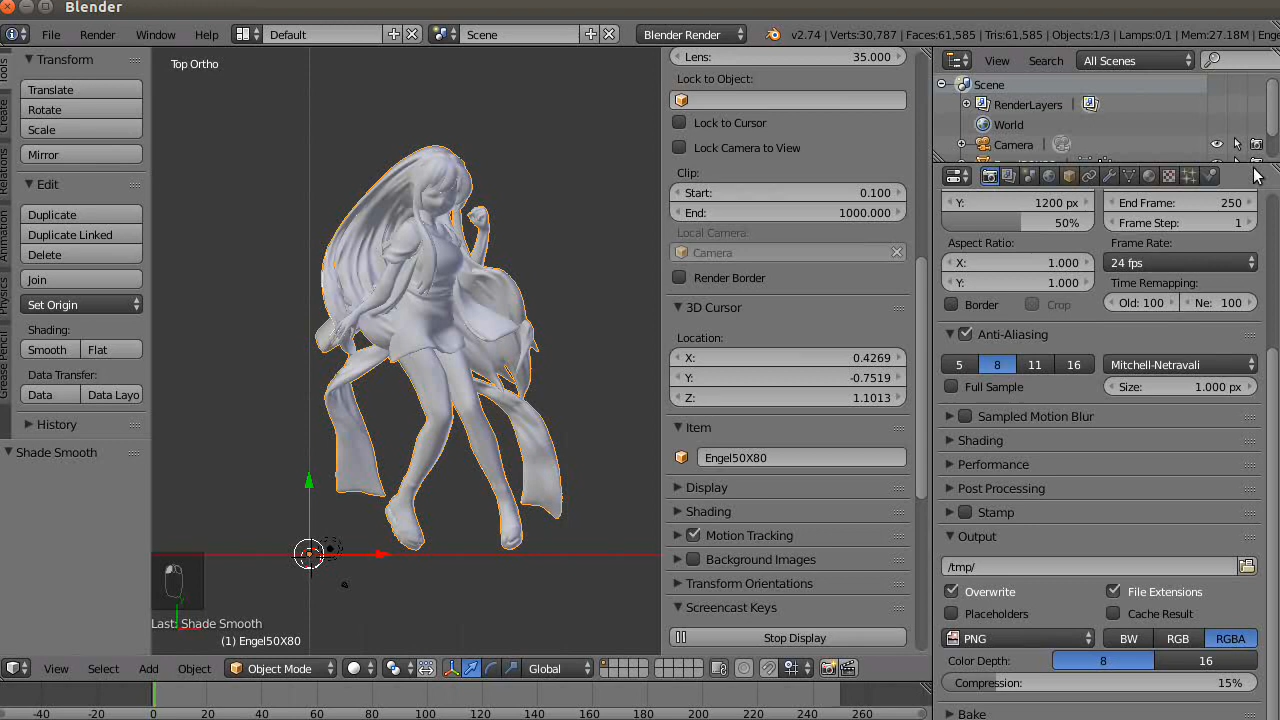 Blender
File Render Window Help Default Scene Blender Render v2.74 | Verts:30,787 | Faces:61,585 | Tris:61,585 | Objects:1/3 | Lamps:0/1 | Mem:27.18M | Enge
Tools
Create
Relations
Animation
Physics
Grease Pencil
Transform
Translate
Rotate
Scale
Mirror
Edit
Duplicate
Duplicate Linked
Delete
Join
Set Origin
Shading:
Smooth Flat
Data Transfer:
Data Data Layo
History
Shade Smooth
Top Ortho
Last: Shade Smooth
(1) Engel50X80
Lens: 35.000
Lock to Object:
Lock to Cursor
Lock Camera to View
Clip:
Start: 0.100
End: 1000.000
Local Camera:
Camera
Render Border
3D Cursor
Location:
X: 0.4269
Y: -0.7519
Z: 1.1013
Item
Engel50X80
Display
Shading
Motion Tracking
Background Images
Transform Orientations
Screencast Keys
Stop Display
View Search All Scenes
Scene
RenderLayers |
World
Camera |
Y: 1200 px End Frame: 250
50% Frame Step: 1
Aspect Ratio: Frame Rate:
X: 1.000 24 fps
Y: 1.000 Time Remapping:
Border Crop Old: 100 Ne: 100
Anti-Aliasing
5 8 11 16 Mitchell-Netravali
Full Sample Size: 1.000 px
Sampled Motion Blur
Shading
Performance
Post Processing
Stamp
Output
/tmp/
Overwrite File Extensions
Placeholders Cache Result
PNG BW RGB RGBA
Color Depth: 8 16
Compression: 15%
Bake
View Select Add Object Object Mode Global
-40 -20 0 20 40 60 80 100 120 140 160 180 200 220 240 260